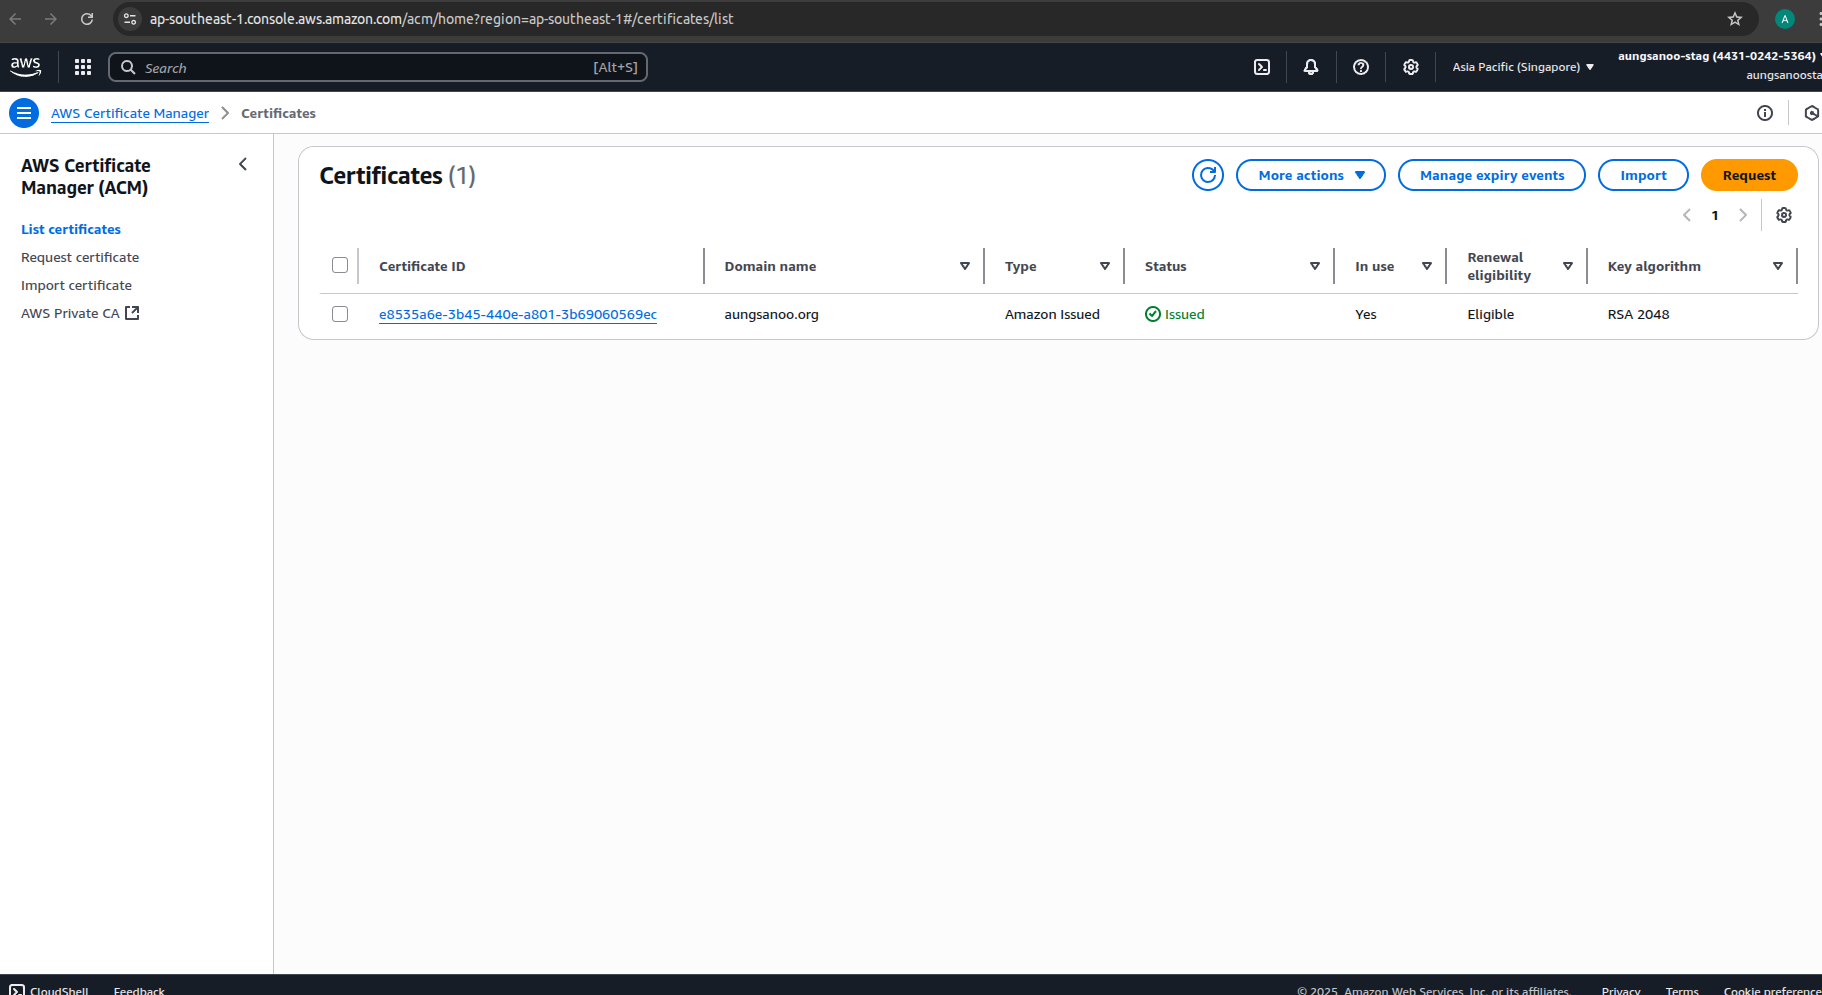 ap-southeast-1.console.aws.amazon.com/acm/home?region=ap-southeast-1#/certificates/list
A
aws
Search
[Alt+S]
Asia Pacific (Singapore)
aungsanoo-stag (4431-0242-5364)
aungsanoosta
AWS Certificate Manager
Certificates
AWS Certificate
Manager (ACM)
List certificates
Request certificate
Import certificate
AWS Private CA
Certificates (1)
More actions
Manage expiry events
Import
Request
1
Certificate ID
Domain name
Type
Status
In use
Renewal
eligibility
Key algorithm
e8535a6e-3b45-440e-a801-3b69060569ec
aungsanoo.org
Amazon Issued
Issued
Yes
Eligible
RSA 2048
CloudShell
Feedback
© 2025, Amazon Web Services, Inc. or its affiliates.
Privacy
Terms
Cookie preference